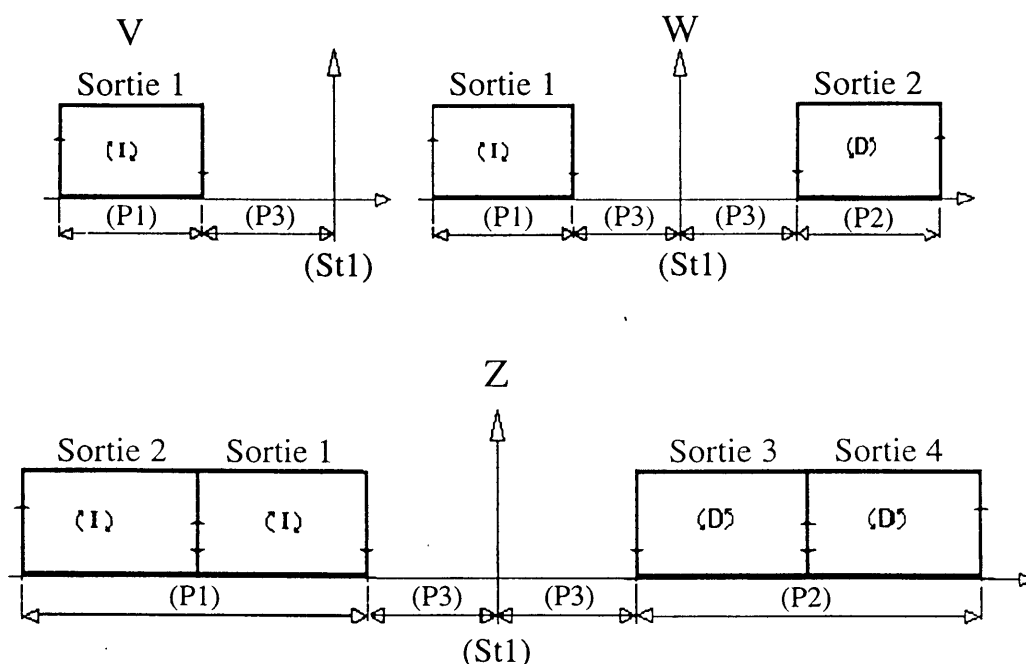 V
W
Sortie 1
Sortie 1
Sortie 2
(I)
(I)
(D)
(P1)
(P3)
(P1)
(P3)
(P3)
(P2)
(St1)
(St1)
Z
Sortie 2
Sortie 1
Sortie 3
Sortie 4
(I)
(I)
(D)
(D)
(P1)
(P3)
(P3)
(P2)
(St1)